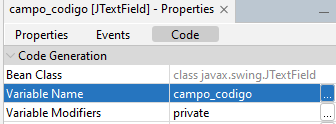 campo_codigo [JTextField] - Properties
Properties Events Code
Code Generation
Bean Class class javax.swing.JTextField
Variable Name campo_codigo ...
Variable Modifiers private ...